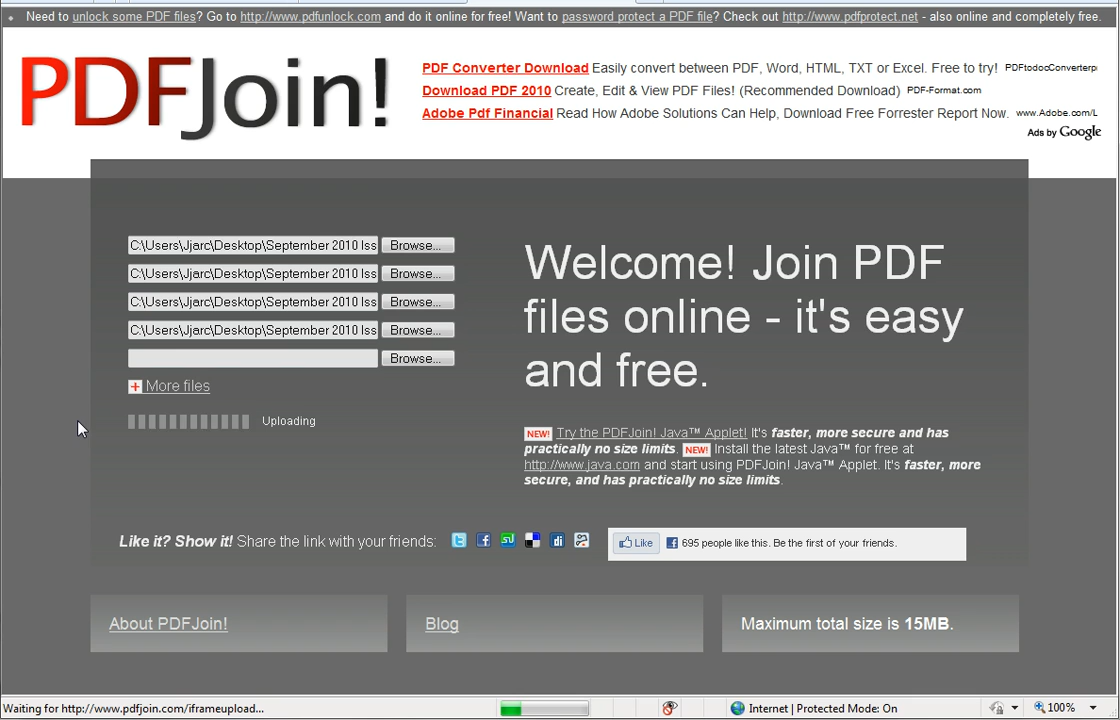 Need to unlock some PDF files? Go to http://www.pdfunlock.com and do it online for free! Want to password protect a PDF file? Check out http://www.pdfprotect.net - also online and completely free.
PDFJoin!
PDF Converter Download Easily convert between PDF, Word, HTML, TXT or Excel. Free to try! PDFtodocConverterp
Download PDF 2010 Create, Edit & View PDF Files! (Recommended Download) PDF-Format.com
Adobe Pdf Financial Read How Adobe Solutions Can Help, Download Free Forrester Report Now. www.Adobe.com/L
Ads by Google
C:\Users\Jjarc\Desktop\September 2010 Iss Browse...
C:\Users\Jjarc\Desktop\September 2010 Iss Browse...
C:\Users\Jjarc\Desktop\September 2010 Iss Browse...
C:\Users\Jjarc\Desktop\September 2010 Iss Browse...
Browse...
+ More files
Uploading
Welcome! Join PDF
files online - it's easy
and free.
NEW! Try the PDFJoin! Java™ Applet! It's faster, more secure and has
practically no size limits. NEW! Install the latest Java™ for free at
http://www.java.com and start using PDFJoin! Java™ Applet. It's faster, more
secure, and has practically no size limits.
Like it? Show it! Share the link with your friends:
Like 695 people like this. Be the first of your friends.
About PDFJoin!
Blog
Maximum total size is 15MB.
Waiting for http://www.pdfjoin.com/iframeupload... Internet | Protected Mode: On 100%